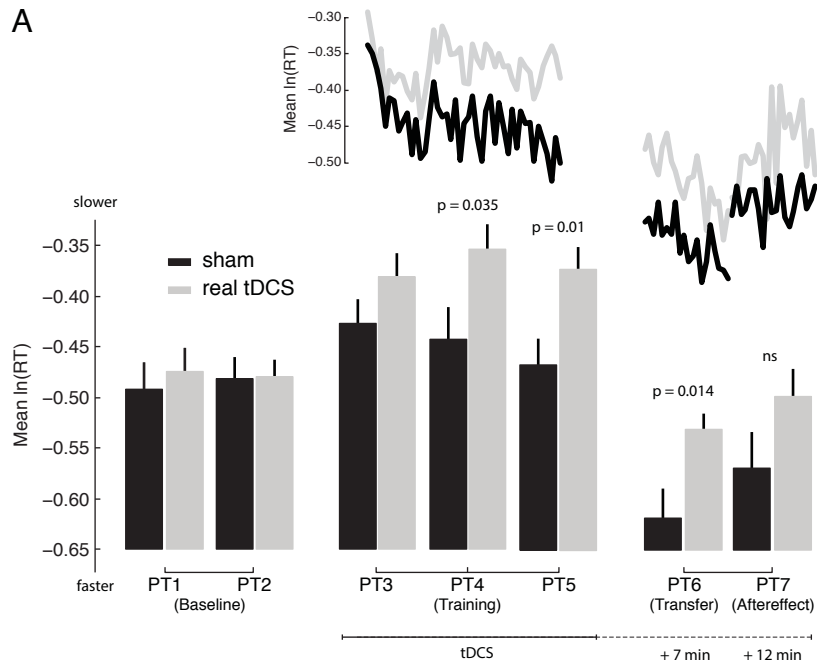 A
Mean ln(RT)
−0.30
−0.35
−0.40
−0.45
−0.50
slower
p = 0.035
p = 0.01
sham
real tDCS
Mean ln(RT)
−0.35
−0.40
−0.45
−0.50
−0.55
−0.60
−0.65
ns
p = 0.014
faster
PT1 PT2 PT3 PT4 PT5 PT6 PT7
(Baseline) (Training) (Transfer) (Aftereffect)
tDCS + 7 min + 12 min